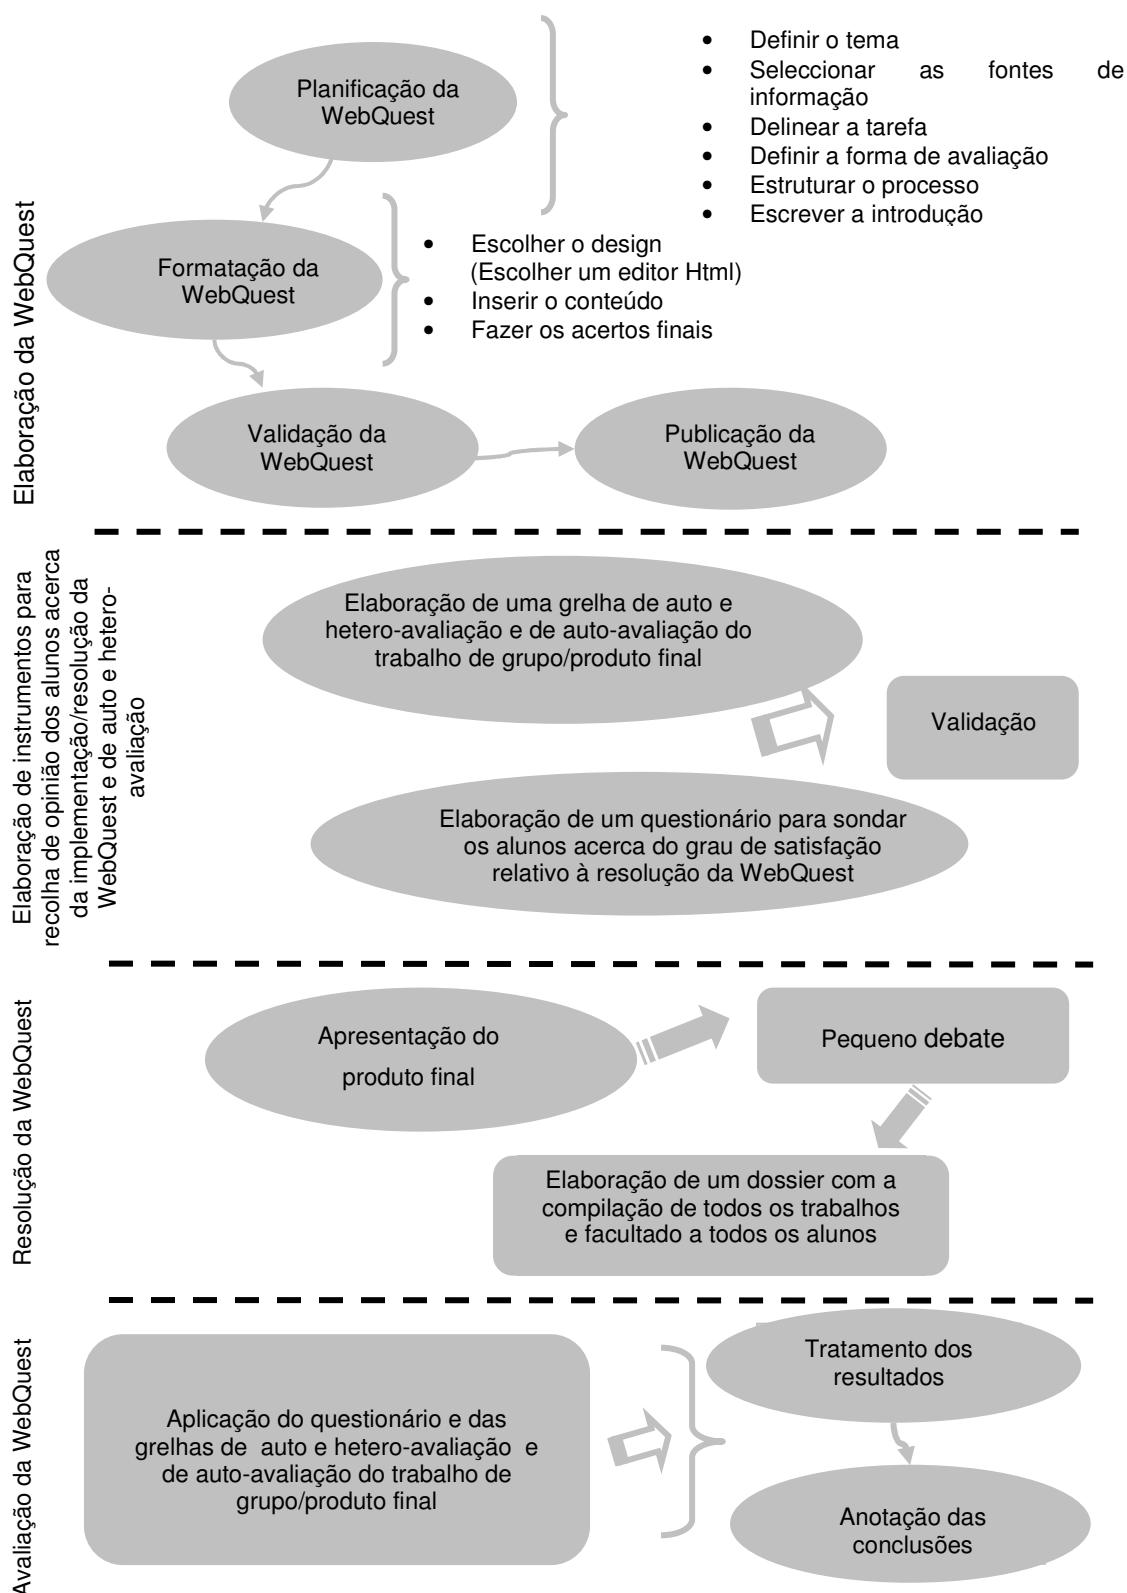 Elaboração da WebQuest
Planificação da
WebQuest
• Definir o tema
• Seleccionar as fontes de
informação
• Delinear a tarefa
• Definir a forma de avaliação
• Estruturar o processo
• Escrever a introdução
Formatação da
WebQuest
• Escolher o design
(Escolher um editor Html)
• Inserir o conteúdo
• Fazer os acertos finais
Validação da
WebQuest
Publicação da
WebQuest
Elaboração de instrumentos para
recolha de opinião dos alunos acerca
da implementação/resolução da
WebQuest e de auto e hetero-
avaliação
Elaboração de uma grelha de auto e
hetero-avaliação e de auto-avaliação do
trabalho de grupo/produto final
Validação
Elaboração de um questionário para sondar
os alunos acerca do grau de satisfação
relativo à resolução da WebQuest
Resolução da WebQuest
Apresentação do
produto final
Pequeno debate
Elaboração de um dossier com a
compilação de todos os trabalhos
e facultado a todos os alunos
Avaliação da WebQuest
Aplicação do questionário e das
grelhas de auto e hetero-avaliação e
de auto-avaliação do trabalho de
grupo/produto final
Tratamento dos
resultados
Anotação das
conclusões